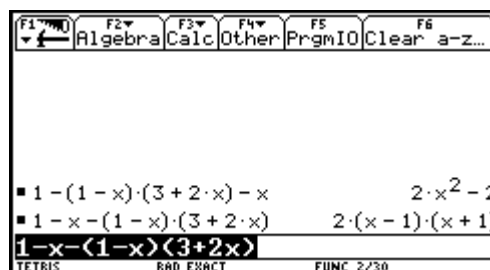 F1 F2 F3 F4 F5 F6
Algebra Calc Other PrgmIO Clear a-z…
▪ 1 - (1 - x)·(3 + 2·x) - x 2·x² - 2
▪ 1 - x - (1 - x)·(3 + 2·x) 2·(x - 1)·(x + 1)
1-x-(1-x)(3+2x)
TETRIS RAD EXACT FUNC 2/30